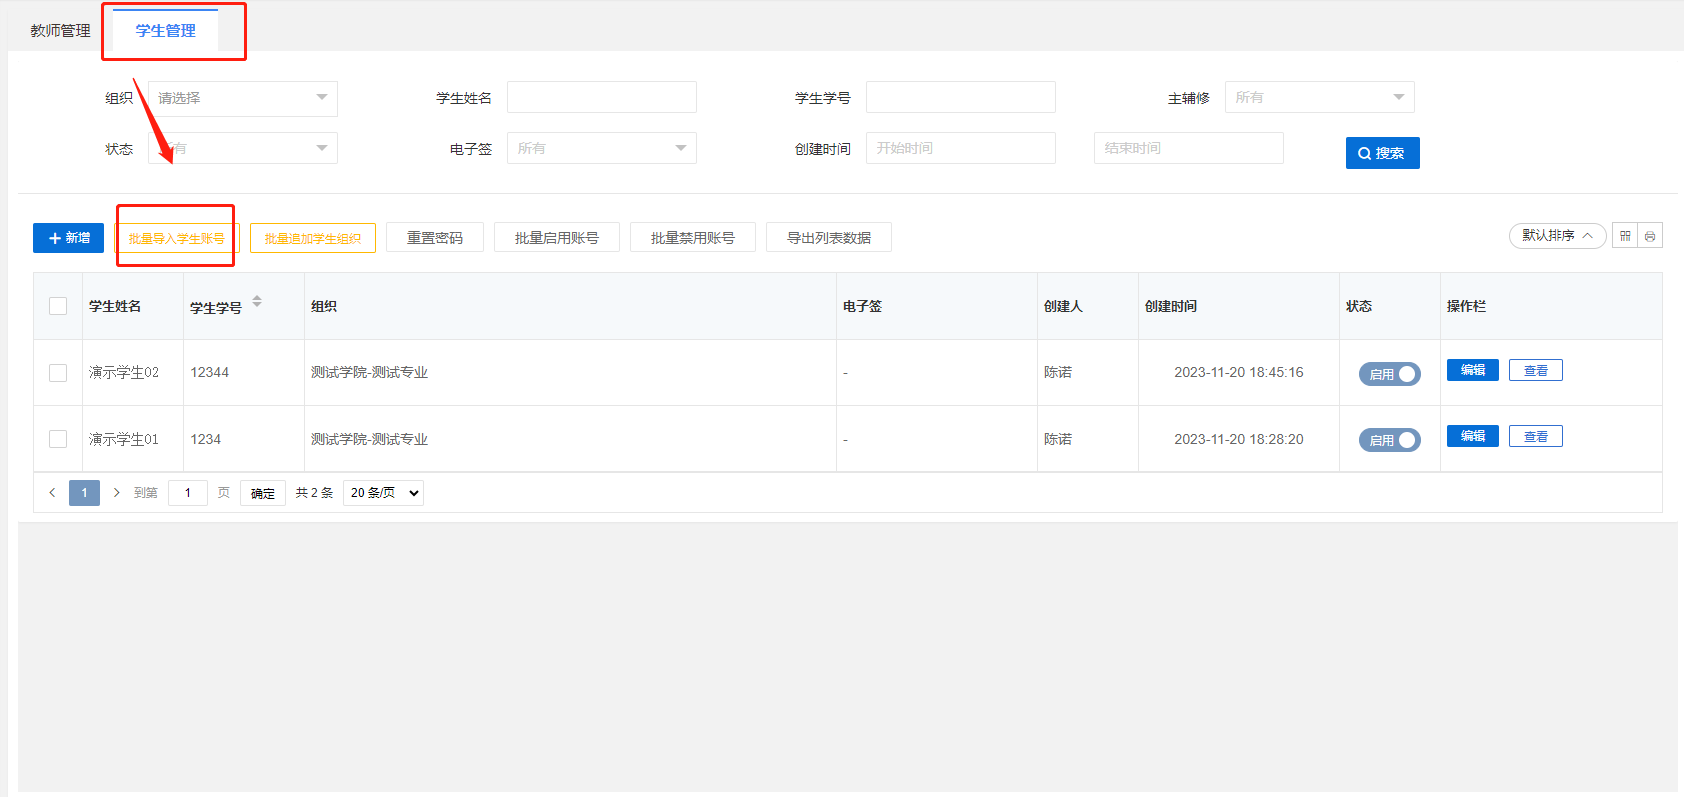 教师管理 学生管理
组织 请选择 学生姓名 学生学号 主辅修 所有
状态 所有 电子签 所有 创建时间 开始时间 结束时间 搜索
新增 批量导入学生账号 批量追加学生组织 重置密码 批量启用账号 批量禁用账号 导出列表数据 默认排序
学生姓名 学生学号 组织 电子签 创建人 创建时间 状态 操作栏
演示学生02 12344 测试学院-测试专业 - 陈诺 2023-11-20 18:45:16 启用 编辑 查看
演示学生01 1234 测试学院-测试专业 - 陈诺 2023-11-20 18:28:20 启用 编辑 查看
1 到第 1 页 确定 共 2 条 20 条/页